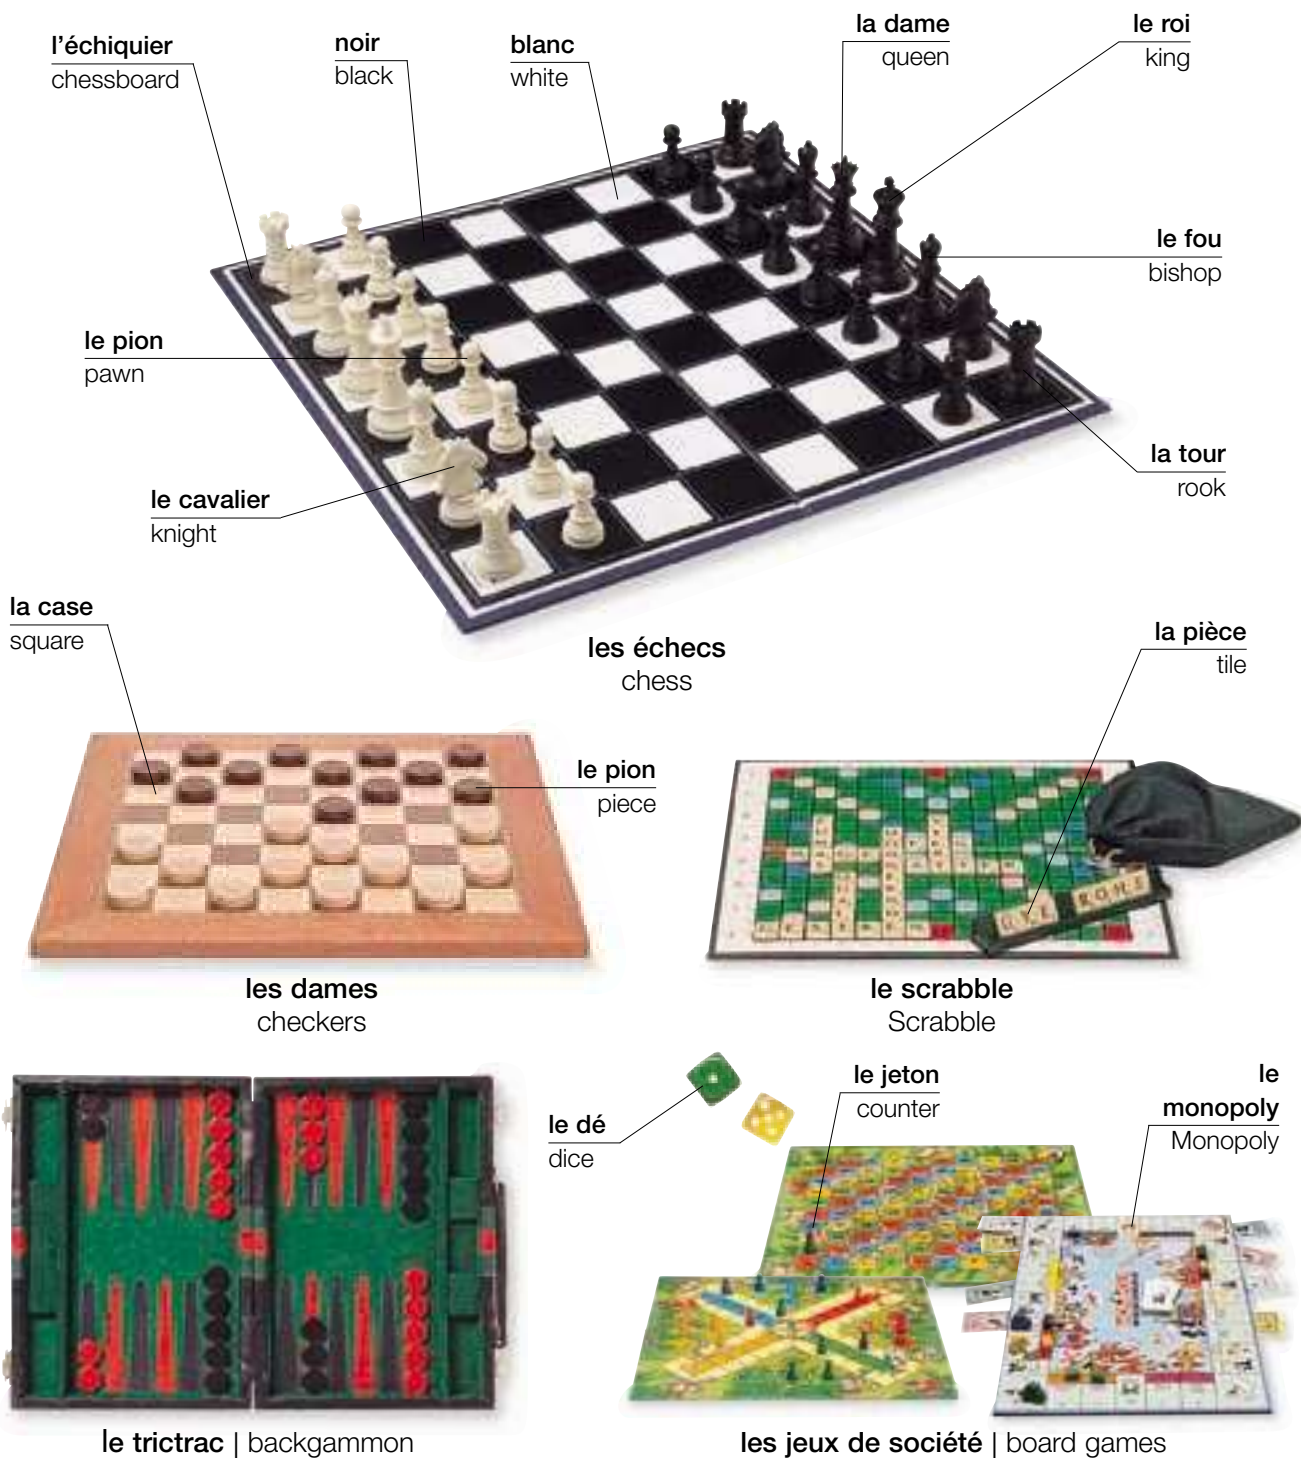 l'échiquier
chessboard
noir
black
blanc
white
la dame
queen
le roi
king
le fou
bishop
le pion
pawn
le cavalier
knight
la tour
rook
les échecs
chess
la case
square
la pièce
tile
le pion
piece
les dames
checkers
le scrabble
Scrabble
le dé
dice
le jeton
counter
le
monopoly
Monopoly
le trictrac | backgammon
les jeux de société | board games